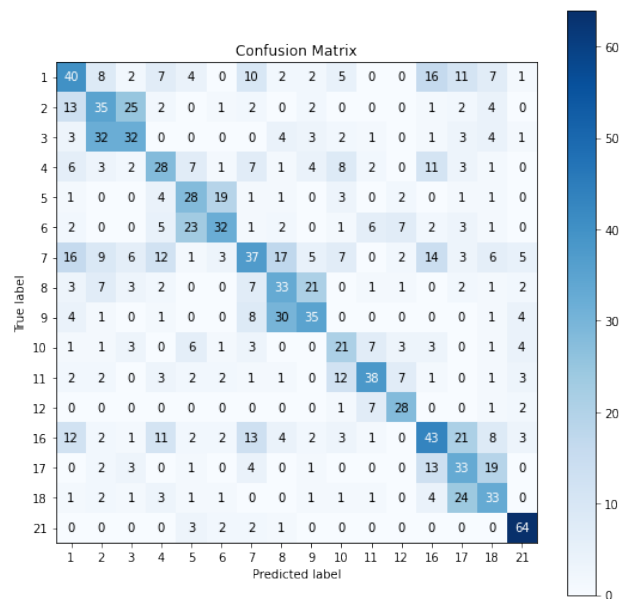 Confusion Matrix
1 40 8 2 7 4 0 10 2 2 5 0 0 16 11 7 1
2 13 35 25 2 0 1 2 0 2 0 0 0 1 2 4 0
3 3 32 32 0 0 0 0 4 3 2 1 0 1 3 4 1
4 6 3 2 28 7 1 7 1 4 8 2 0 11 3 1 0
5 1 0 0 4 28 19 1 1 0 3 0 2 0 1 1 0
6 2 0 0 5 23 32 1 2 0 1 6 7 2 3 1 0
7 16 9 6 12 1 3 37 17 5 7 0 2 14 3 6 5
8 3 7 3 2 0 0 7 33 21 0 1 1 0 2 1 2
9 4 1 0 1 0 0 8 30 35 0 0 0 0 0 1 4
10 1 1 3 0 6 1 3 0 0 21 7 3 3 0 1 4
11 2 2 0 3 2 2 1 1 0 12 38 7 1 0 1 3
12 0 0 0 0 0 0 0 0 0 1 7 28 0 0 1 2
16 12 2 1 11 2 2 13 4 2 3 1 0 43 21 8 3
17 0 2 3 0 1 0 4 0 1 0 0 0 13 33 19 0
18 1 2 1 3 1 1 0 0 1 1 1 0 4 24 33 0
21 0 0 0 0 3 2 2 1 0 0 0 0 0 0 0 64
1 2 3 4 5 6 7 8 9 10 11 12 16 17 18 21
Predicted label
True label
60
50
40
30
20
10
0